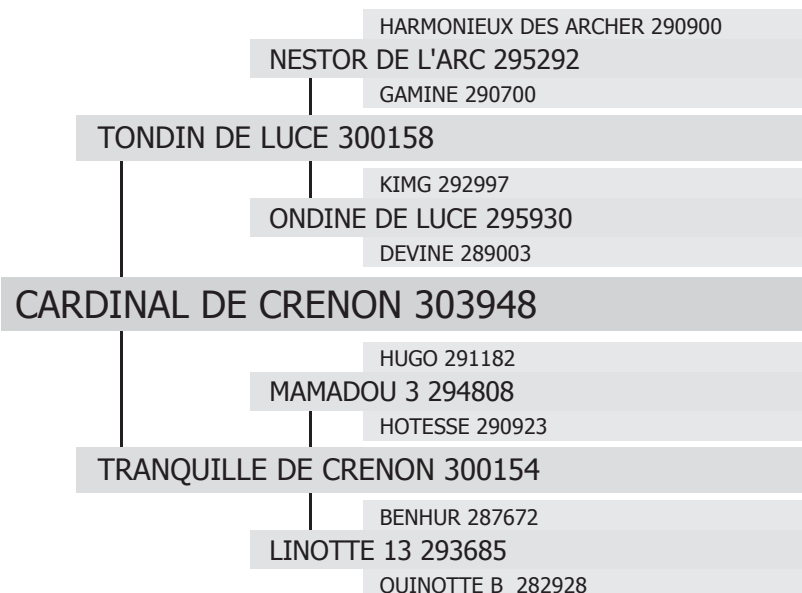 HARMONIEUX DES ARCHER 290900
NESTOR DE L'ARC 295292
GAMINE 290700
TONDIN DE LUCE 300158
KIMG 292997
ONDINE DE LUCE 295930
DEVINE 289003
CARDINAL DE CRENON 303948
HUGO 291182
MAMADOU 3 294808
HOTESSE 290923
TRANQUILLE DE CRENON 300154
BENHUR 287672
LINOTTE 13 293685
QUINOTTE B 282928